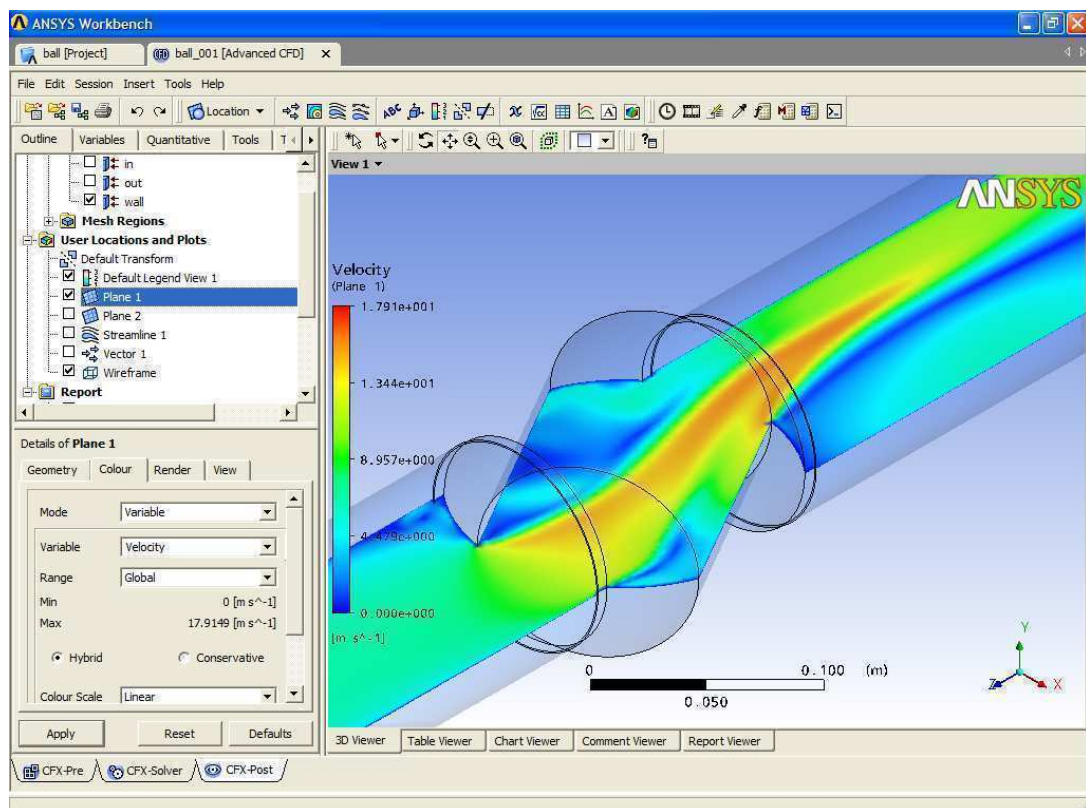 ANSYS Workbench
ball [Project]
ball_001 [Advanced CFD]
File Edit Session Insert Tools Help
Location
Outline Variables Quantitative Tools T
View 1
in
out
wall
Mesh Regions
User Locations and Plots
Default Transform
Default Legend View 1
Plane 1
Plane 2
Streamline 1
Vector 1
Wireframe
Report
Details of Plane 1
Geometry Colour Render View
Mode Variable
Variable Velocity
Range Global
Min 0 [m s^-1]
Max 17.9149 [m s^-1]
Hybrid Conservative
Colour Scale Linear
Apply Reset Defaults
ANSYS
Velocity
(Plane 1)
1.791e+001
1.344e+001
8.957e+000
4.479e+000
0.000e+000
[m s^-1]
0 0.100 (m)
0.050
Y
Z X
3D Viewer Table Viewer Chart Viewer Comment Viewer Report Viewer
CFX-Pre CFX-Solver CFX-Post